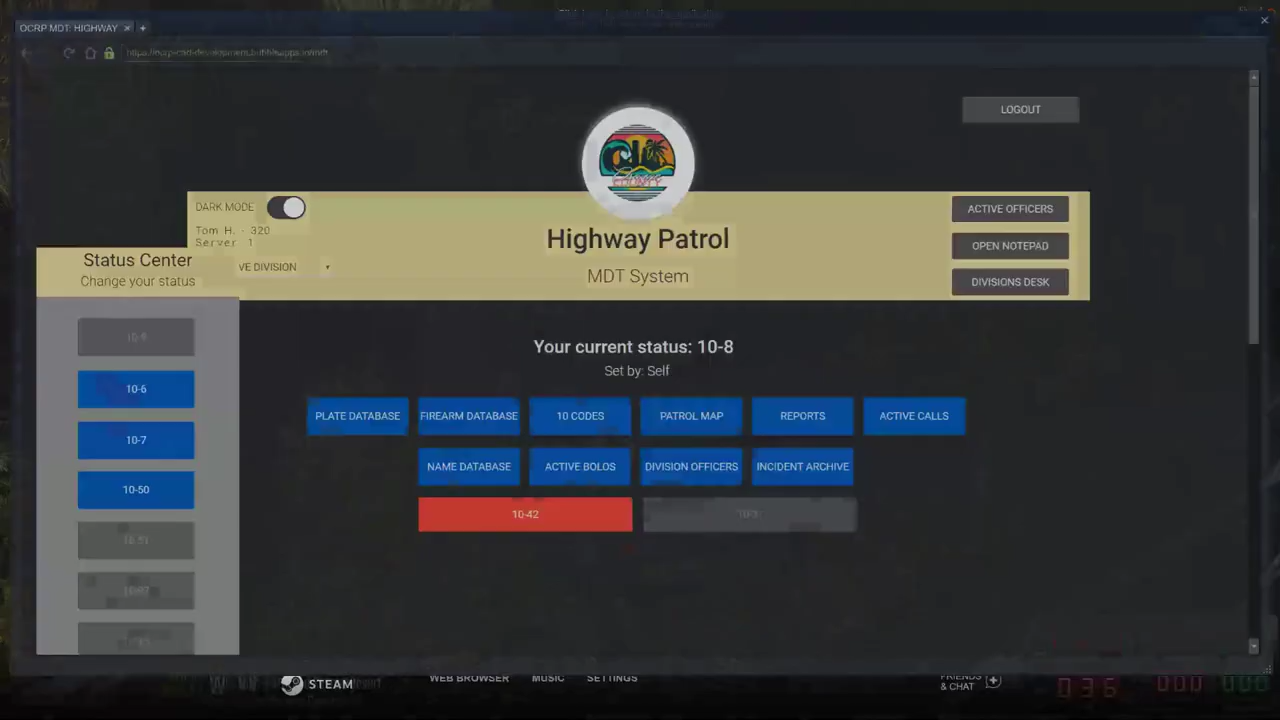 OCRP MDT: HIGHWAY × +
LOGOUT
DARK MODE
Tom H. - 320
Server 1
VE DIVISION
Highway Patrol
MDT System
ACTIVE OFFICERS
OPEN NOTEPAD
DIVISIONS DESK
Status Center
Change your status
10-6
10-7
10-50
Your current status: 10-8
Set by: Self
PLATE DATABASE
FIREARM DATABASE
10 CODES
PATROL MAP
REPORTS
ACTIVE CALLS
NAME DATABASE
ACTIVE BOLOS
DIVISION OFFICERS
INCIDENT ARCHIVE
10-42
STEAM
WEB BROWSER
MUSIC
SETTINGS
FRIENDS
& CHAT
036
000
000